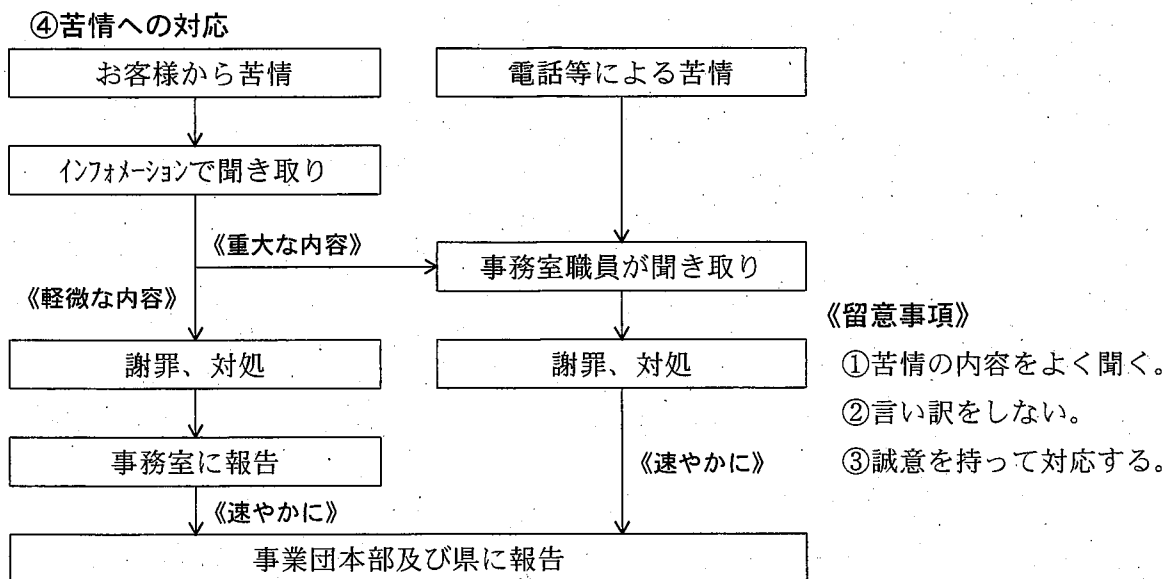 ④苦情への対応
お客様から苦情
電話等による苦情
インフォメーションで聞き取り
《重大な内容》
事務室職員が聞き取り
《軽微な内容》
謝罪、対処
謝罪、対処
事務室に報告
《速やかに》
《速やかに》
事業団本部及び県に報告
《留意事項》
①苦情の内容をよく聞く。
②言い訳をしない。
③誠意を持って対応する。